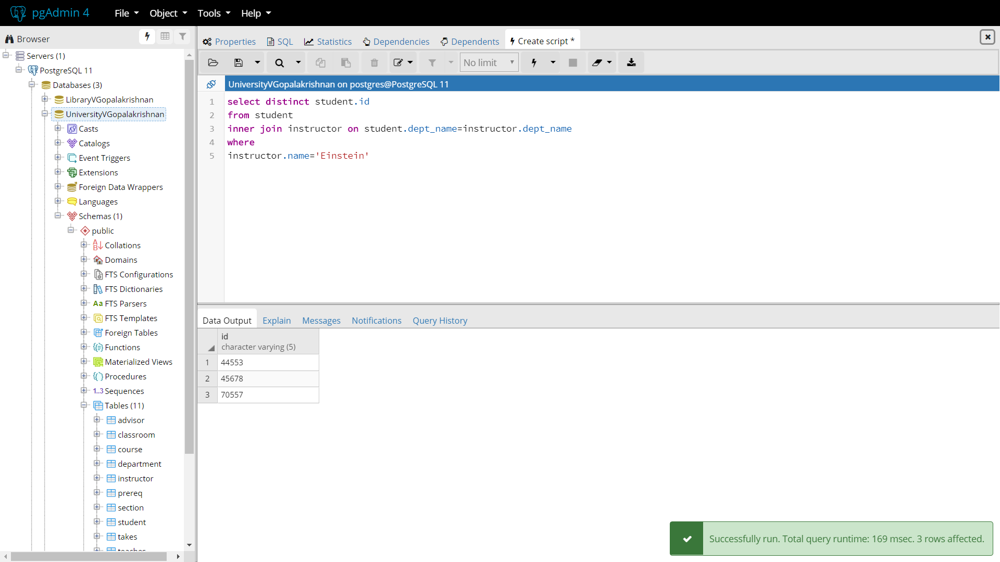 pgAdmin 4
File Object Tools Help
Browser
Properties SQL Statistics Dependencies Dependents Create script *
Servers (1)
PostgreSQL 11
Databases (3)
LibraryVGopalakrishnan
UniversityVGopalakrishnan
Casts
Catalogs
Event Triggers
Extensions
Foreign Data Wrappers
Languages
Schemas (1)
public
Collations
Domains
FTS Configurations
FTS Dictionaries
Aa FTS Parsers
FTS Templates
Foreign Tables
Functions
Materialized Views
Procedures
1..3 Sequences
Tables (11)
advisor
classroom
course
department
instructor
prereq
section
student
takes
teaches
No limit
UniversityVGopalakrishnan on postgres@PostgreSQL 11
1 select distinct student.id
2 from student
3 inner join instructor on student.dept_name=instructor.dept_name
4 where
5 instructor.name='Einstein'
Data Output Explain Messages Notifications Query History
id
character varying (5)
1 44553
2 45678
3 70557
Successfully run. Total query runtime: 169 msec. 3 rows affected.